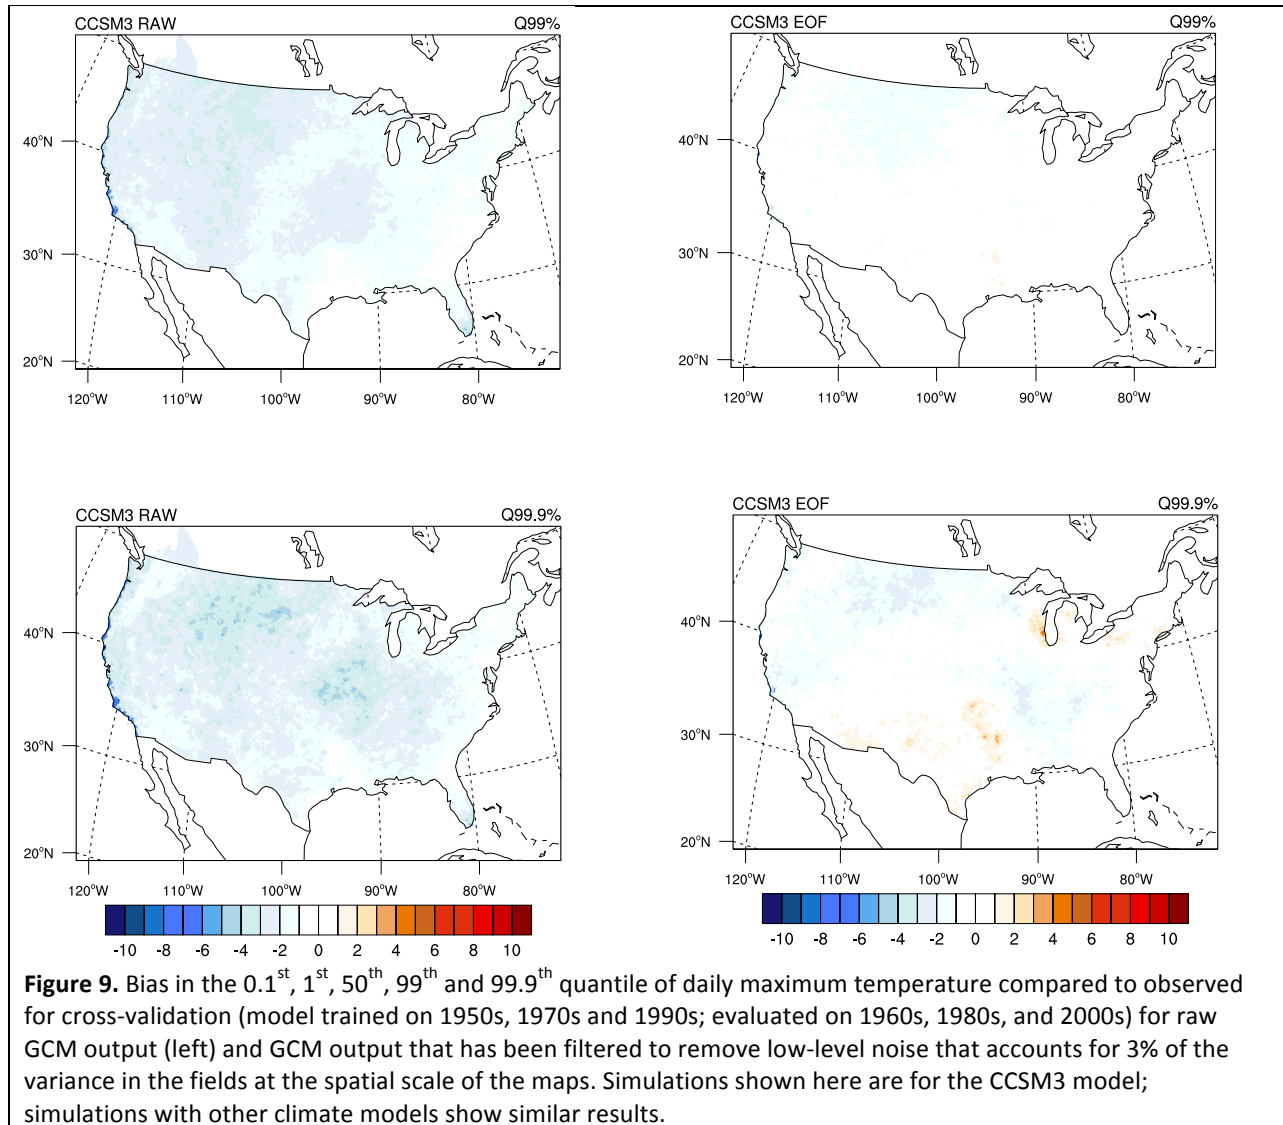 CCSM3 RAW Q99%
40°N
30°N
20°N
120°W 110°W 100°W 90°W 80°W
CCSM3 EOF Q99%
40°N
30°N
20°N
120°W 110°W 100°W 90°W 80°W
CCSM3 RAW Q99.9%
40°N
30°N
20°N
120°W 110°W 100°W 90°W 80°W
-10 -8 -6 -4 -2 0 2 4 6 8 10
CCSM3 EOF Q99.9%
40°N
30°N
20°N
120°W 110°W 100°W 90°W 80°W
-10 -8 -6 -4 -2 0 2 4 6 8 10
Figure 9. Bias in the 0.1st, 1st, 50th, 99th and 99.9th quantile of daily maximum temperature compared to observed
for cross-validation (model trained on 1950s, 1970s and 1990s; evaluated on 1960s, 1980s, and 2000s) for raw
GCM output (left) and GCM output that has been filtered to remove low-level noise that accounts for 3% of the
variance in the fields at the spatial scale of the maps. Simulations shown here are for the CCSM3 model;
simulations with other climate models show similar results.